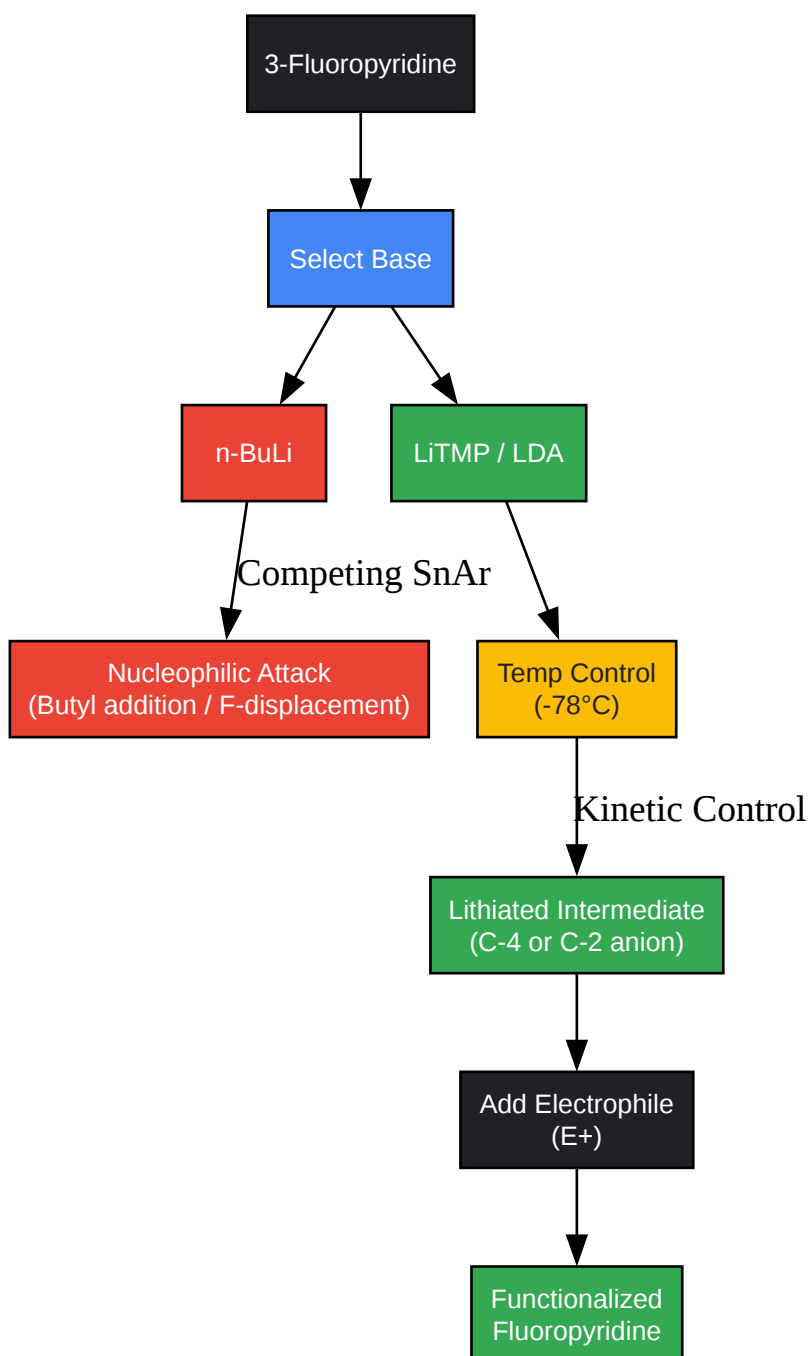 3-Fluoropyridine
Select Base
n-BuLi
LiTMP / LDA
Competing SnAr
Nucleophilic Attack
(Butyl addition / F-displacement)
Temp Control
(-78°C)
Kinetic Control
Lithiated Intermediate
(C-4 or C-2 anion)
Add Electrophile
(E+)
Functionalized
Fluoropyridine